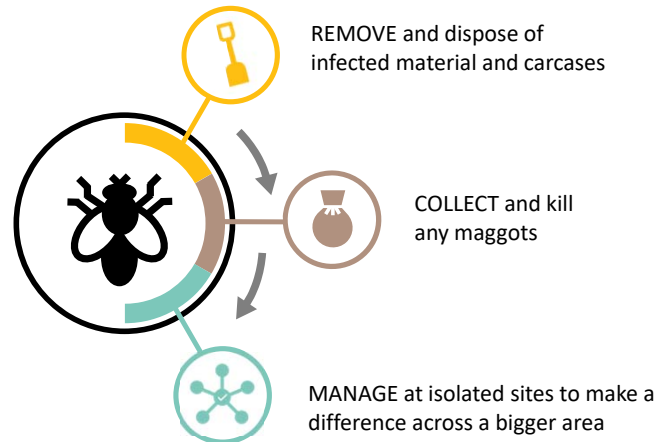 REMOVE and dispose of
infected material and carcases
COLLECT and kill
any maggots
MANAGE at isolated sites to make a
difference across a bigger area